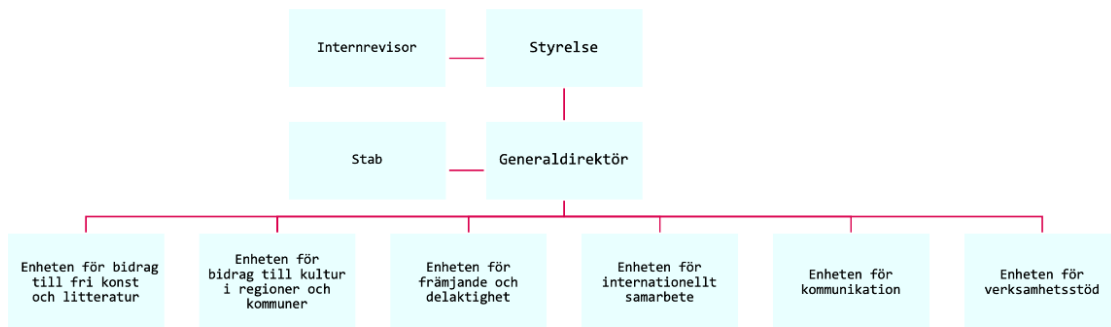 Internrevisor
Styrelse
Stab
Generaldirektör
Enheten för bidrag
till fri konst
och litteratur
Enheten för
bidrag till kultur
i regioner och
kommuner
Enheten för
främjande och
delaktighet
Enheten för
internationellt
samarbete
Enheten för
kommunikation
Enheten för
verksamhetsstöd